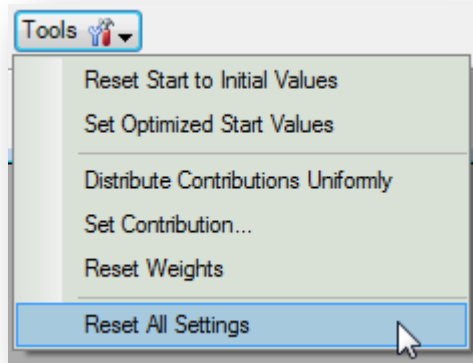 Tools
Reset Start to Initial Values
Set Optimized Start Values
Distribute Contributions Uniformly
Set Contribution...
Reset Weights
Reset All Settings